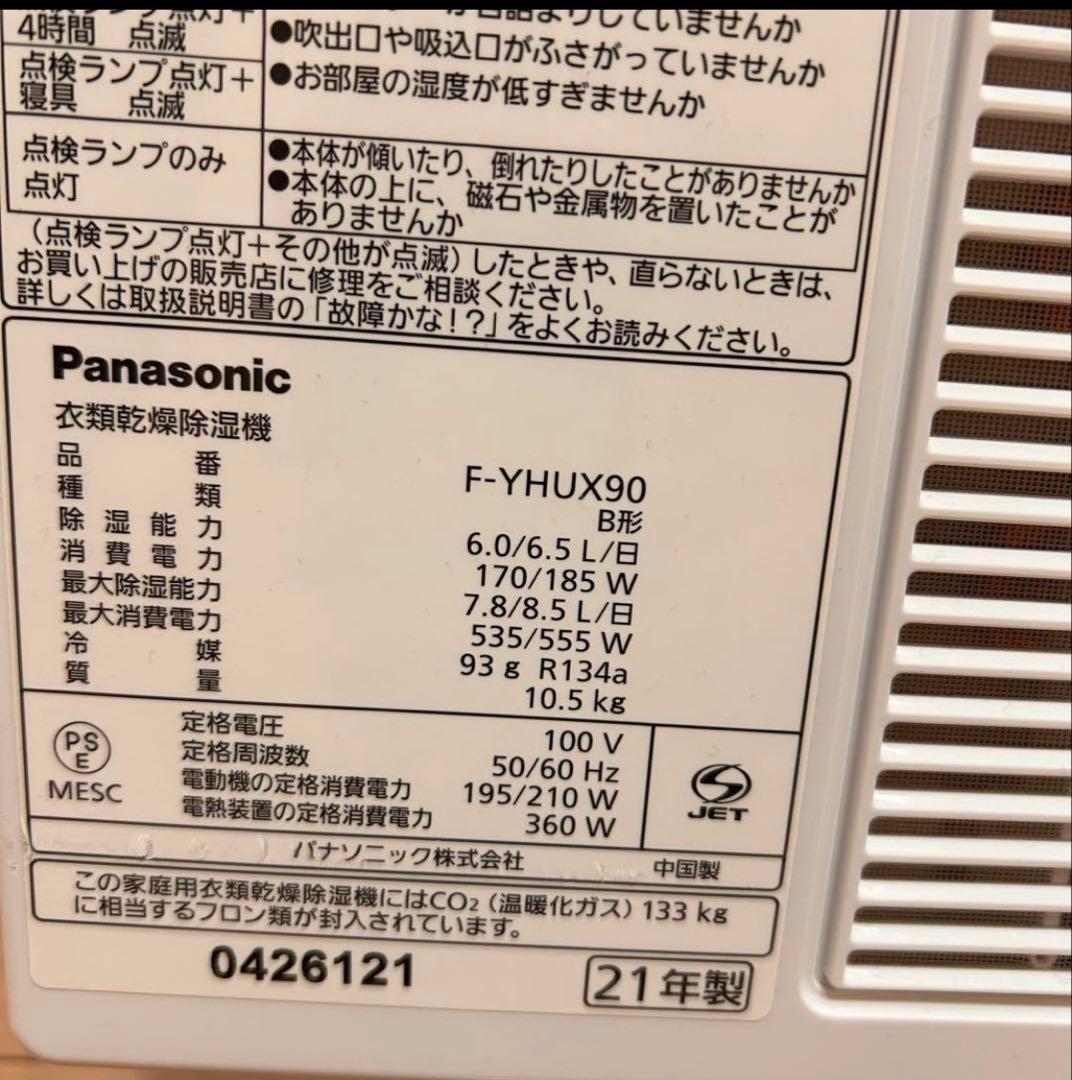 点検ランプ点灯+
4時間 点滅
していませんか
●吹出口や吸込口がふさがっていませんか
点検ランプ点灯+
寝具 点滅
●お部屋の湿度が低すぎませんか
点検ランプのみ
点灯
●本体が傾いたり、倒れたりしたことがありませんか
●本体の上に、磁石や金属物を置いたことが
ありませんか
（点検ランプ点灯+その他が点滅）したときや、直らないときは、
お買い上げの販売店に修理をご相談ください。
詳しくは取扱説明書の「故障かな!?」をよくお読みください。
Panasonic
衣類乾燥除湿機
品番 F-YHUX90
種類 B形
除湿能力 6.0/6.5 L/日
消費電力 170/185 W
最大除湿能力 7.8/8.5 L/日
最大消費電力 535/555 W
冷媒 93 g R134a
質量 10.5 kg
PSE
MESC
定格電圧 100 V
定格周波数 50/60 Hz
電動機の定格消費電力 195/210 W
電熱装置の定格消費電力 360 W
JET
パナソニック株式会社 中国製
この家庭用衣類乾燥除湿機にはCO₂（温暖化ガス）133 kg
に相当するフロン類が封入されています。
0426121 21年製